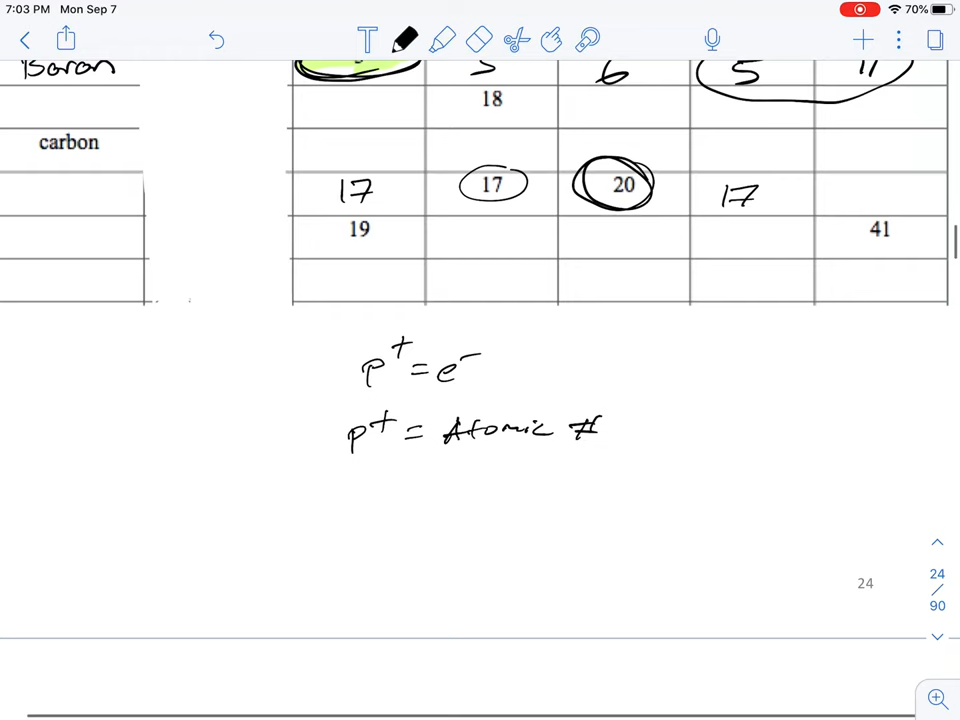 7:03 PM Mon Sep 7
70%
T
Boron 5 6 5 11
18
carbon
17 17 20 17
19 41
p+ = e-
p+ = Atomic #
24
24
/
90